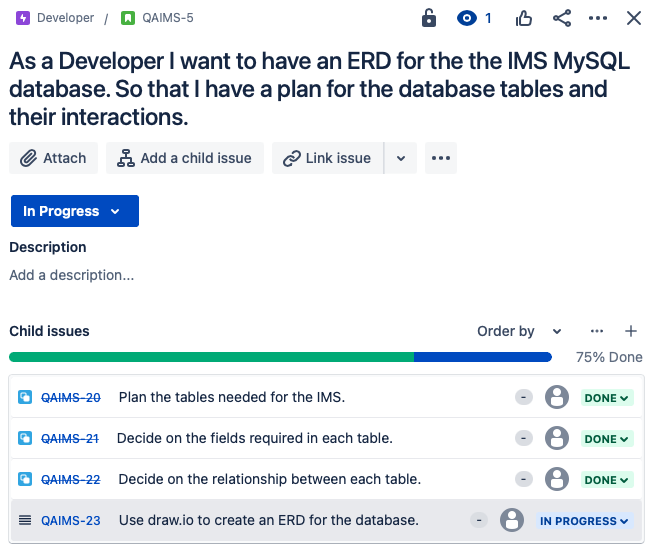 Developer / QAIMS-5 1
As a Developer I want to have an ERD for the the IMS MySQL
database. So that I have a plan for the database tables and
their interactions.
Attach Add a child issue Link issue
In Progress
Description
Add a description...
Child issues Order by
75% Done
QAIMS-20 Plan the tables needed for the IMS. - DONE
QAIMS-21 Decide on the fields required in each table. - DONE
QAIMS-22 Decide on the relationship between each table. - DONE
QAIMS-23 Use draw.io to create an ERD for the database. - IN PROGRESS